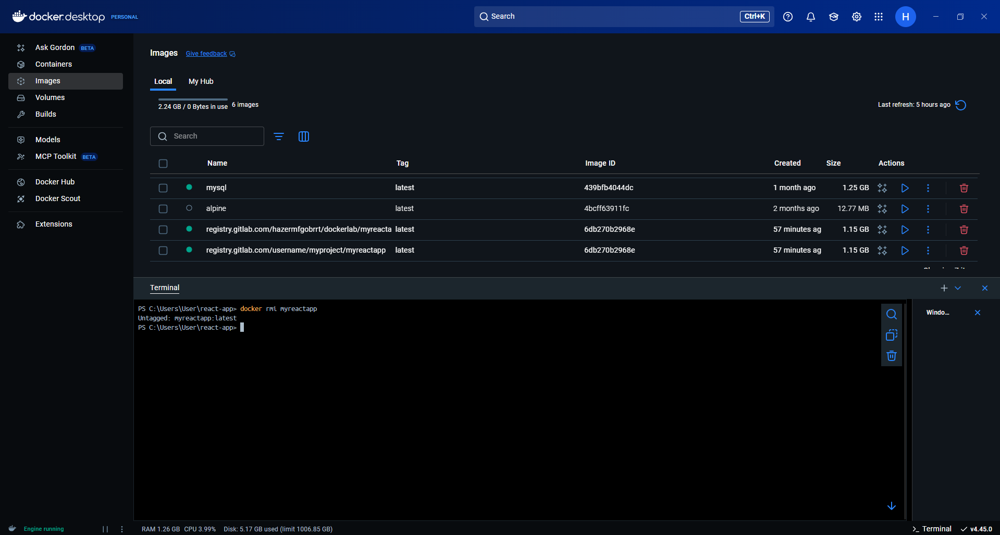 docker.desktop PERSONAL
Search Ctrl+K
H
Ask Gordon BETA
Containers
Images
Volumes
Builds
Models
MCP Toolkit BETA
Docker Hub
Docker Scout
Extensions
Images Give feedback
Local My Hub
2.24 GB / 0 Bytes in use 6 images
Last refresh: 5 hours ago
Search
Name Tag Image ID Created Size Actions
mysql latest 439bfb4044dc 1 month ago 1.25 GB
alpine latest 4bcff63911fc 2 months ago 12.77 MB
registry.gitlab.com/hazermfgobrrt/dockerlab/myreacta latest 6db270b2968e 57 minutes ag 1.15 GB
registry.gitlab.com/username/myproject/myreactapp latest 6db270b2968e 57 minutes ag 1.15 GB
Terminal
PS C:\Users\User\react-app> docker rmi myreactapp
Untagged: myreactapp:latest
PS C:\Users\User\react-app>
Windo...
Engine running
RAM 1.26 GB CPU 3.99% Disk: 5.17 GB used (limit 1006.85 GB)
Terminal v4.45.0